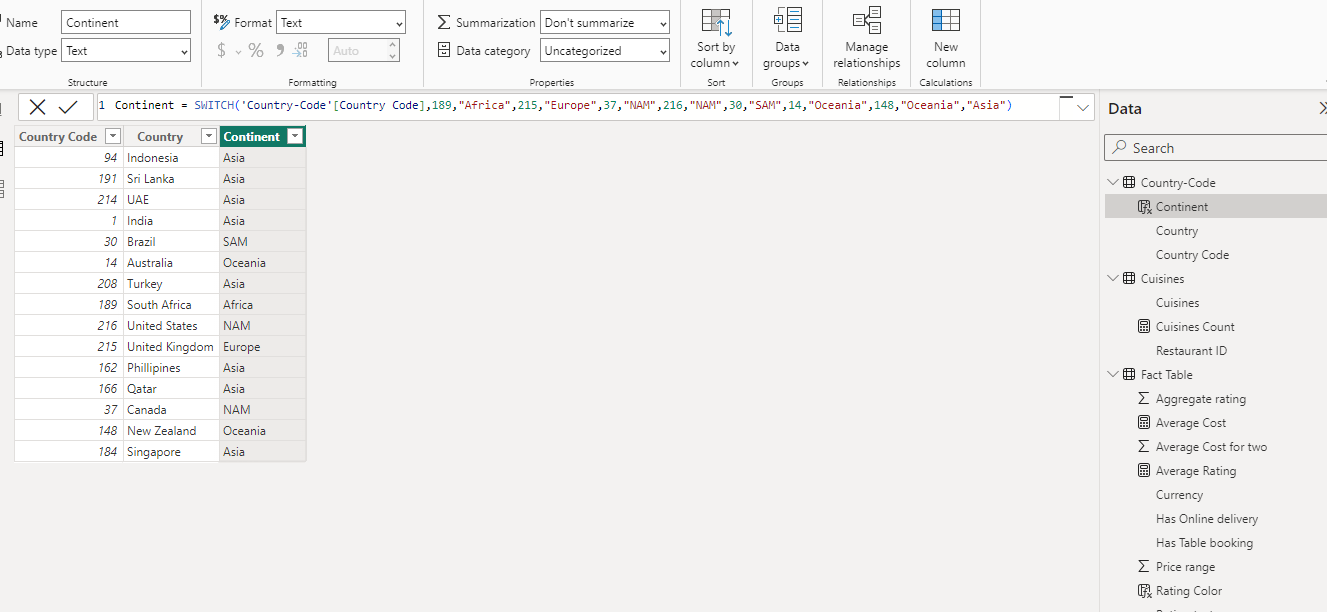 Name Content
Data type Text
Structure
Format Text
$ % 9 .00 Auto
Formatting
Summarization Don't summarize
Data category Uncategorized
Properties
Sort by
column
Sort
Data
groups
Groups
Manage
relationships
Relationships
New
column
Calculations
1 Continent = SWITCH('Country-Code'[Country Code],189,"Africa",215,"Europe",37,"NAM",216,"NAM",30,"SAM",14,"Oceania",148,"Oceania","Asia")
Country Code Country Continent
94 Indonesia Asia
191 Sri Lanka Asia
214 UAE Asia
1 India Asia
30 Brazil SAM
14 Australia Oceania
208 Turkey Asia
189 South Africa Africa
216 United States NAM
215 United Kingdom Europe
162 Phillipines Asia
166 Qatar Asia
37 Canada NAM
148 New Zealand Oceania
184 Singapore Asia
Data
Search
Country-Code
Continent
Country
Country Code
Cuisines
Cuisines
Cuisines Count
Restaurant ID
Fact Table
Aggregate rating
Average Cost
Average Cost for two
Average Rating
Currency
Has Online delivery
Has Table booking
Price range
Rating Color